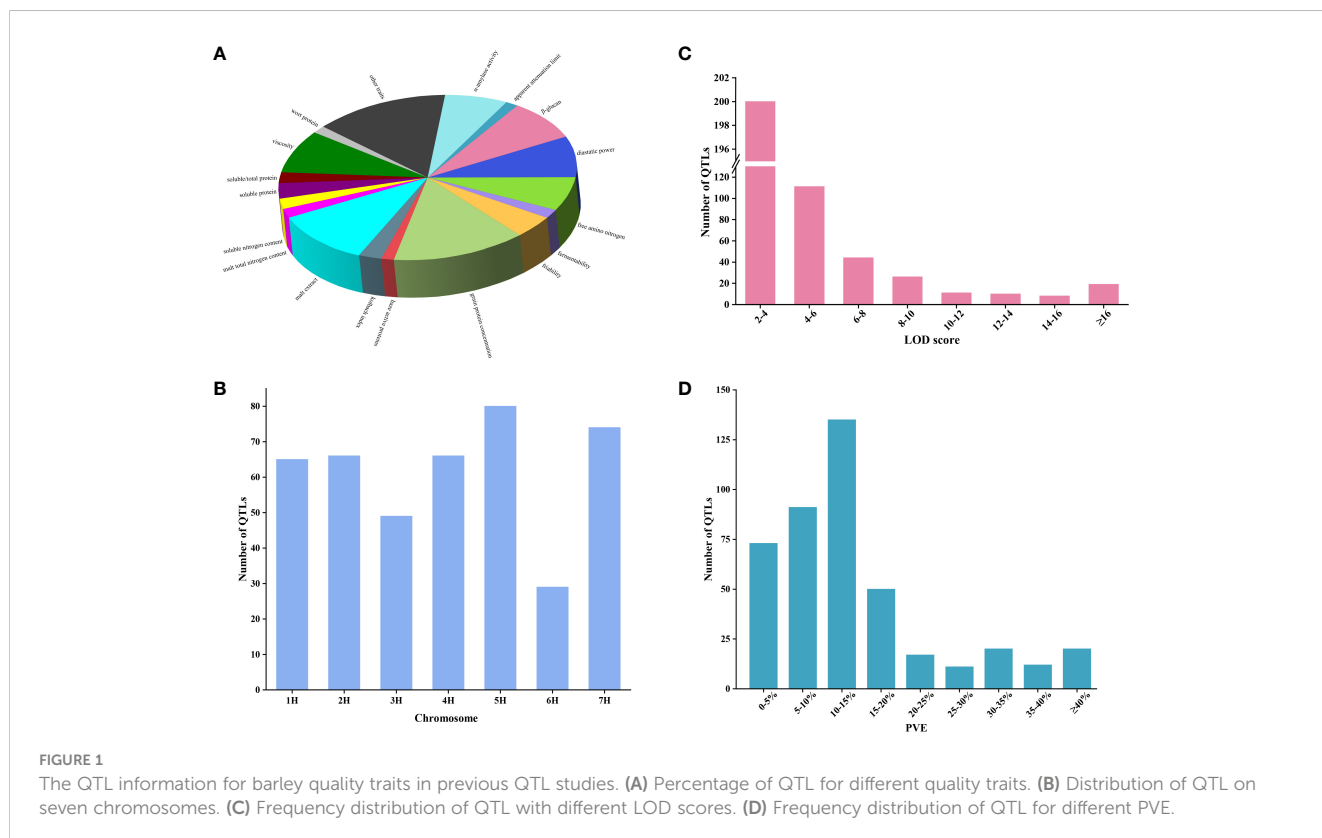 A
other traits
α-amylase activity
apparent attenuation limit
β-glucan
diastatic power
free amino nitrogen
fermentability
friability
grain protein concentration
haze active proteins
kolbach index
malt extract
malt total nitrogen content
soluble nitrogen content
soluble protein
soluble/total protein
viscosity
wort protein
C
202
200
198
196
120
100
80
60
40
20
0
Number of QTLs
2-4
4-6
6-8
8-10
10-12
12-14
14-16
≥16
LOD score
B
80
70
60
50
40
30
20
10
0
Number of QTLs
1H
2H
3H
4H
5H
6H
7H
Chromosome
D
150
125
100
75
50
25
0
Number of QTLs
0-5%
5-10%
10-15%
15-20%
20-25%
25-30%
30-35%
35-40%
≥40%
PVE
FIGURE 1
The QTL information for barley quality traits in previous QTL studies. (A) Percentage of QTL for different quality traits. (B) Distribution of QTL on
seven chromosomes. (C) Frequency distribution of QTL with different LOD scores. (D) Frequency distribution of QTL for different PVE.